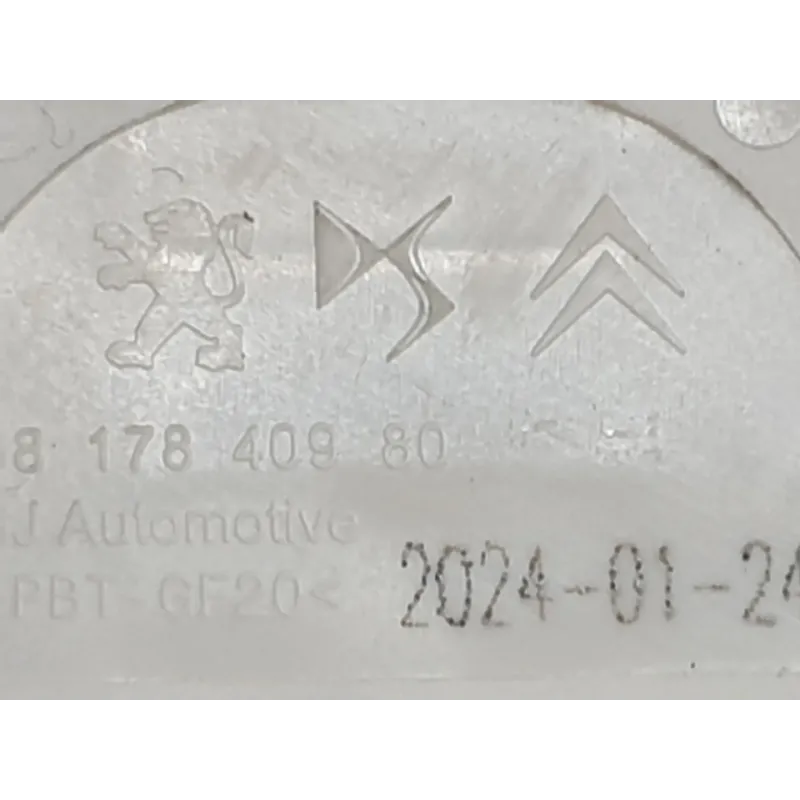 8 178 409 80
J Automotive
PBT-GF20<
2024-01-24